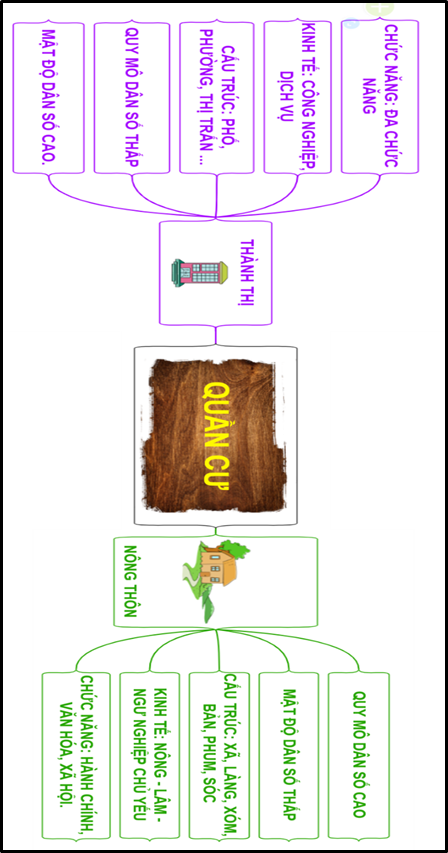 CHỨC NĂNG: ĐA CHỨC
NĂNG
KINH TẾ: CÔNG NGHIỆP,
DỊCH VỤ
CẤU TRÚC: PHỐ,
PHƯỜNG, THỊ TRẤN ...
QUY MÔ DÂN SỐ THẤP
MẬT ĐỘ DÂN SỐ CAO.
THÀNH THỊ
QUẦN CƯ
NÔNG THÔN
QUY MÔ DÂN SỐ CAO
MẬT ĐỘ DÂN SỐ THẤP
CẤU TRÚC: XÃ, LÀNG, XÓM,
BẢN, PHUM, SÓC
KINH TẾ: NÔNG - LÂM -
NGƯ NGHIỆP CHỦ YẾU
CHỨC NĂNG: HÀNH CHÍNH,
VĂN HÓA, XÃ HỘI.